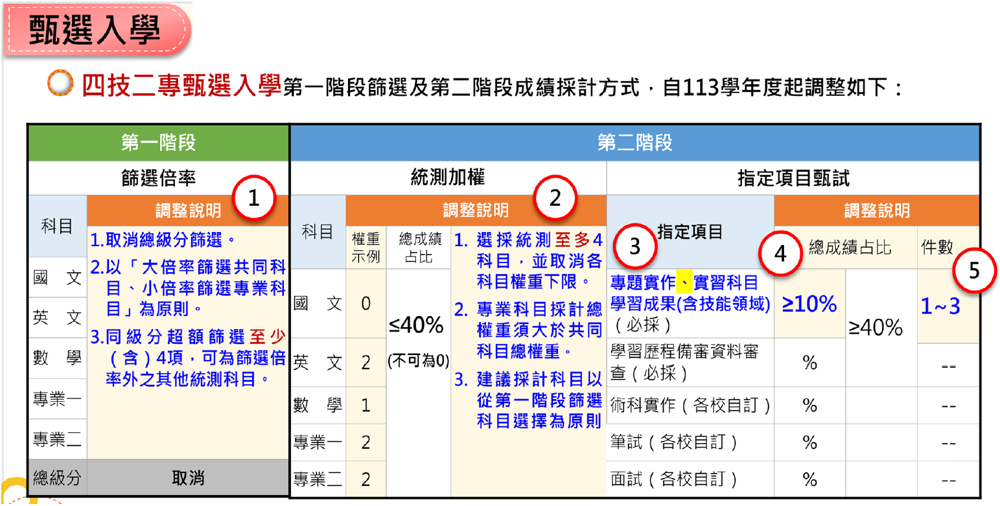 甄選入學
四技二專甄選入學第一階段篩選及第二階段成績採計方式，自113學年度起調整如下：
第一階段
第二階段
篩選倍率
統測加權
指定項目甄試
1
2
科目
調整說明
科目
調整說明
指定項目
調整說明
權重
示例
總成績
占比
3
4
總成績占比
件數
5
1.取消總級分篩選。
2.以「大倍率篩選共同科
目、小倍率篩選專業科
目」為原則。
3.同級分超額篩選至少
（含）4項，可為篩選倍
率外之其他統測科目。
國 文
英 文
數 學
專業一
專業二
總級分 取消
國 文 0
英 文 2
數 學 1
專業一 2
專業二 2
≤40%
(不可為0)
1. 選採統測至多4
科目，並取消各
科目權重下限。
2. 專業科目採計總
權重須大於共同
科目總權重。
3. 建議採計科目以
從第一階段篩選
科目選擇為原則
專題實作、實習科目
學習成果(含技能領域)
（必採）
≥10%
≥40%
1~3
學習歷程備審資料審
查（必採）
% --
術科實作（各校自訂） % --
筆試（各校自訂） % --
面試（各校自訂） % --